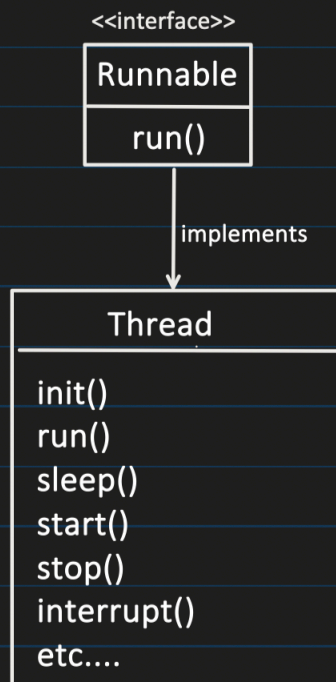 <<interface>>
Runnable
run()
implements
Thread
init()
run()
sleep()
start()
stop()
interrupt()
etc....